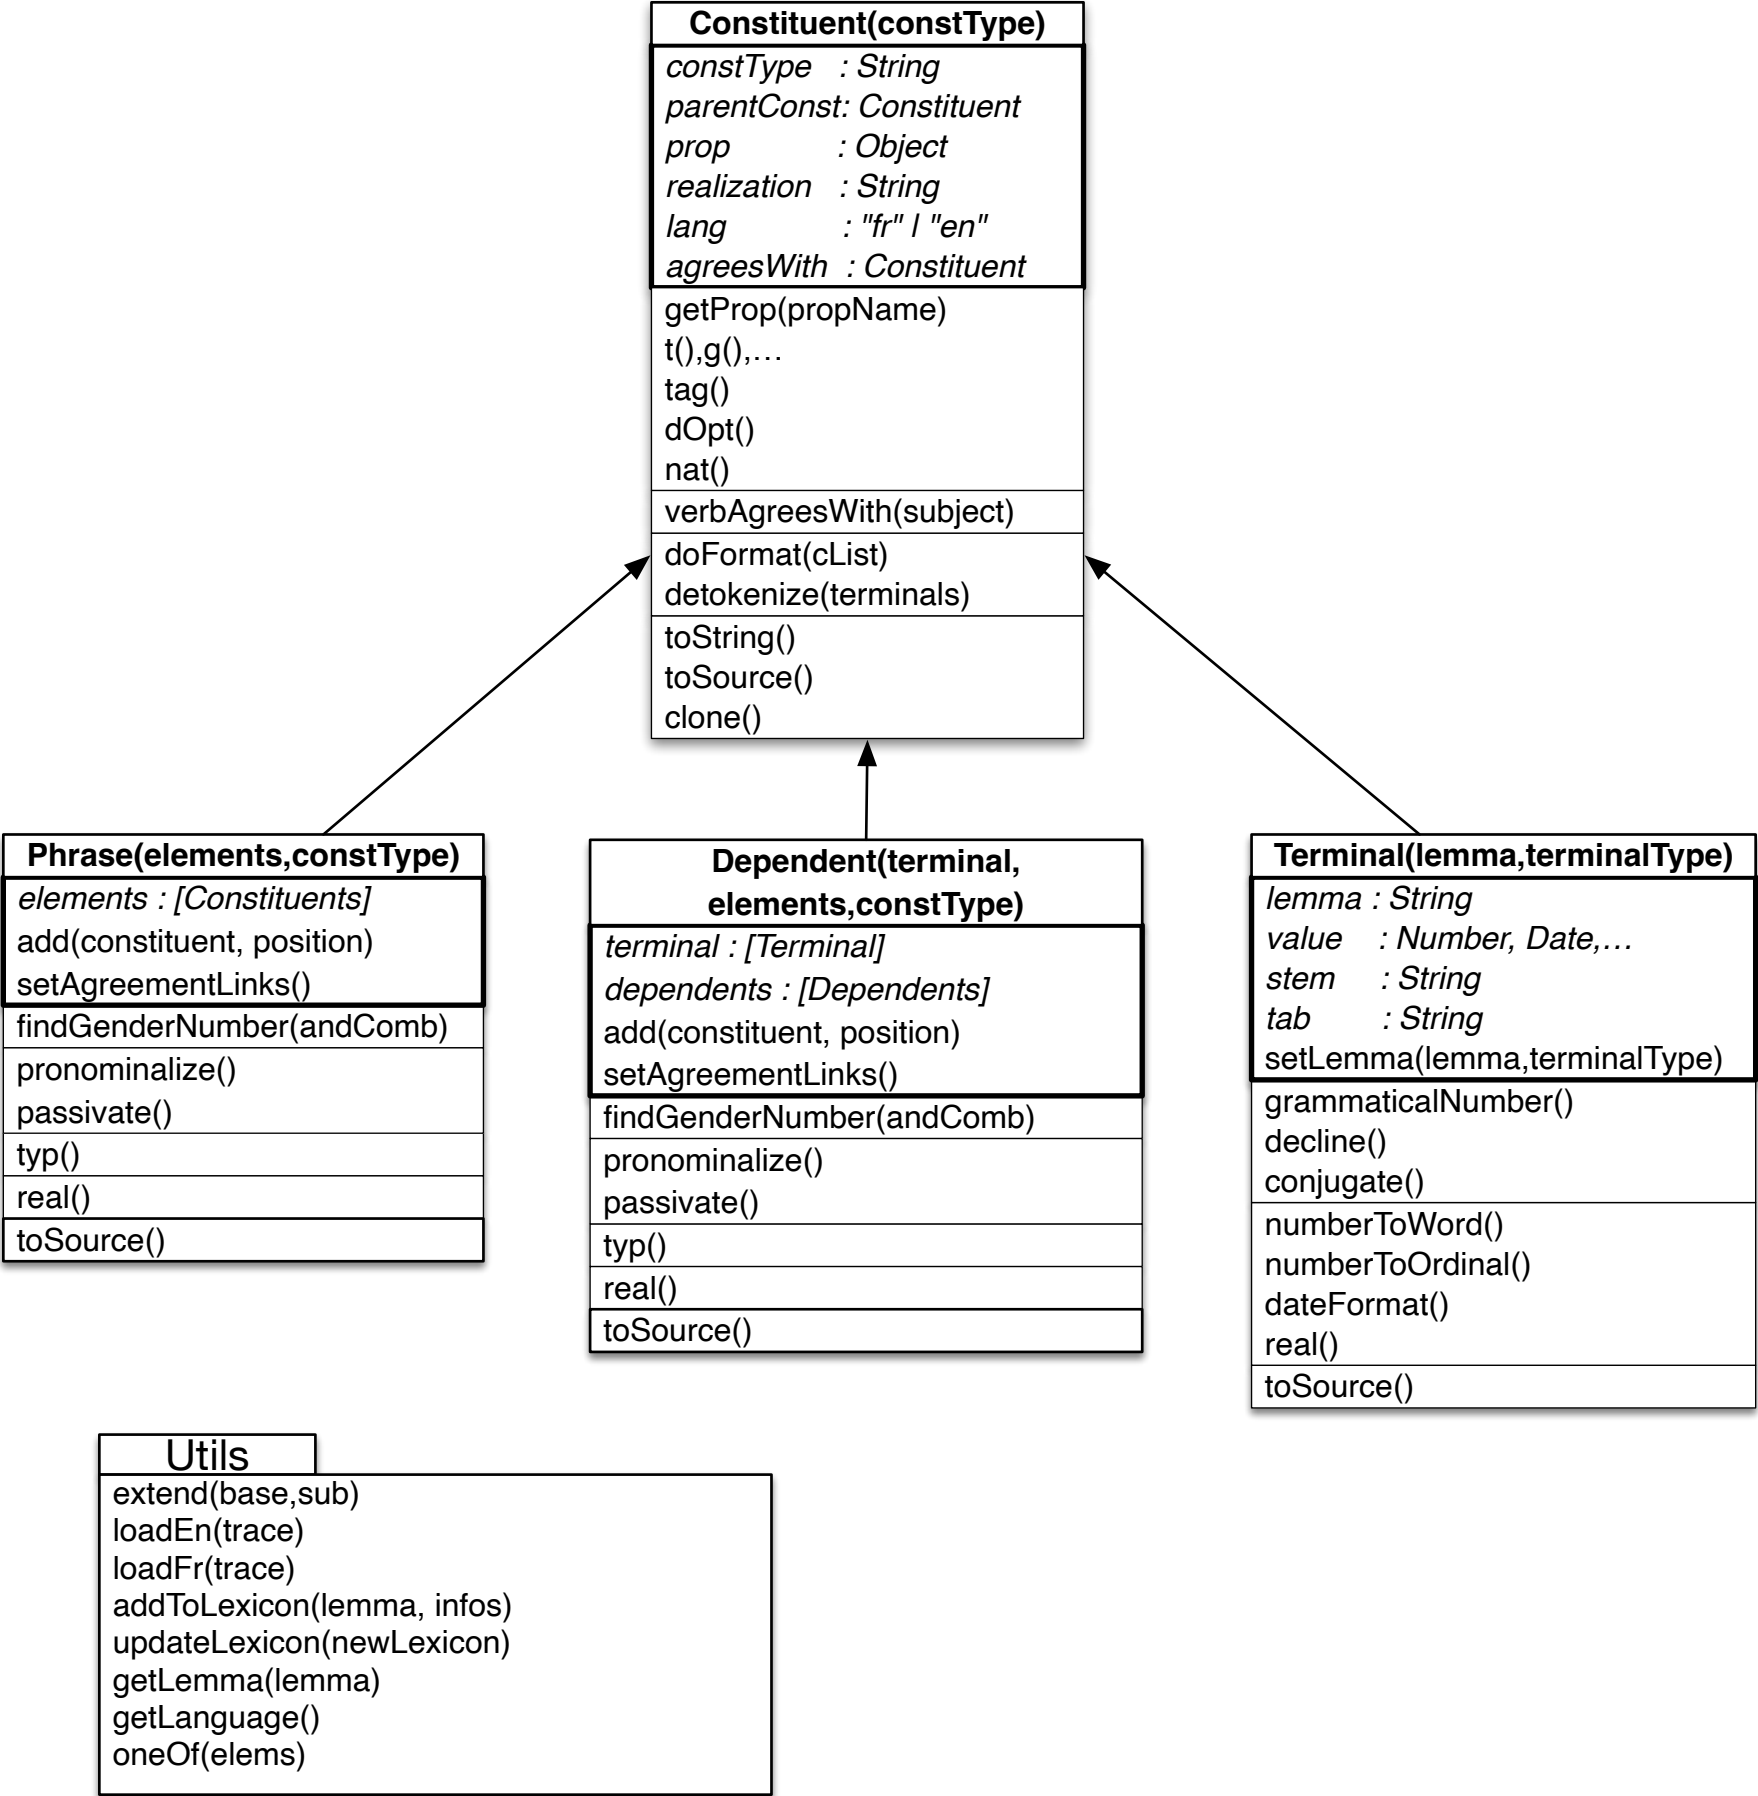 Constituent(constType)
constType : String
parentConst: Constituent
prop : Object
realization : String
lang : "fr" | "en"
agreesWith : Constituent
getProp(propName)
t(),g(),…
tag()
dOpt()
nat()
verbAgreesWith(subject)
doFormat(cList)
detokenize(terminals)
toString()
toSource()
clone()
Phrase(elements,constType)
elements : [Constituents]
add(constituent, position)
setAgreementLinks()
findGenderNumber(andComb)
pronominalize()
passivate()
typ()
real()
toSource()
Dependent(terminal,
elements,constType)
terminal : [Terminal]
dependents : [Dependents]
add(constituent, position)
setAgreementLinks()
findGenderNumber(andComb)
pronominalize()
passivate()
typ()
real()
toSource()
Terminal(lemma,terminalType)
lemma : String
value : Number, Date,…
stem : String
tab : String
setLemma(lemma,terminalType)
grammaticalNumber()
decline()
conjugate()
numberToWord()
numberToOrdinal()
dateFormat()
real()
toSource()
Utils
extend(base,sub)
loadEn(trace)
loadFr(trace)
addToLexicon(lemma, infos)
updateLexicon(newLexicon)
getLemma(lemma)
getLanguage()
oneOf(elems)